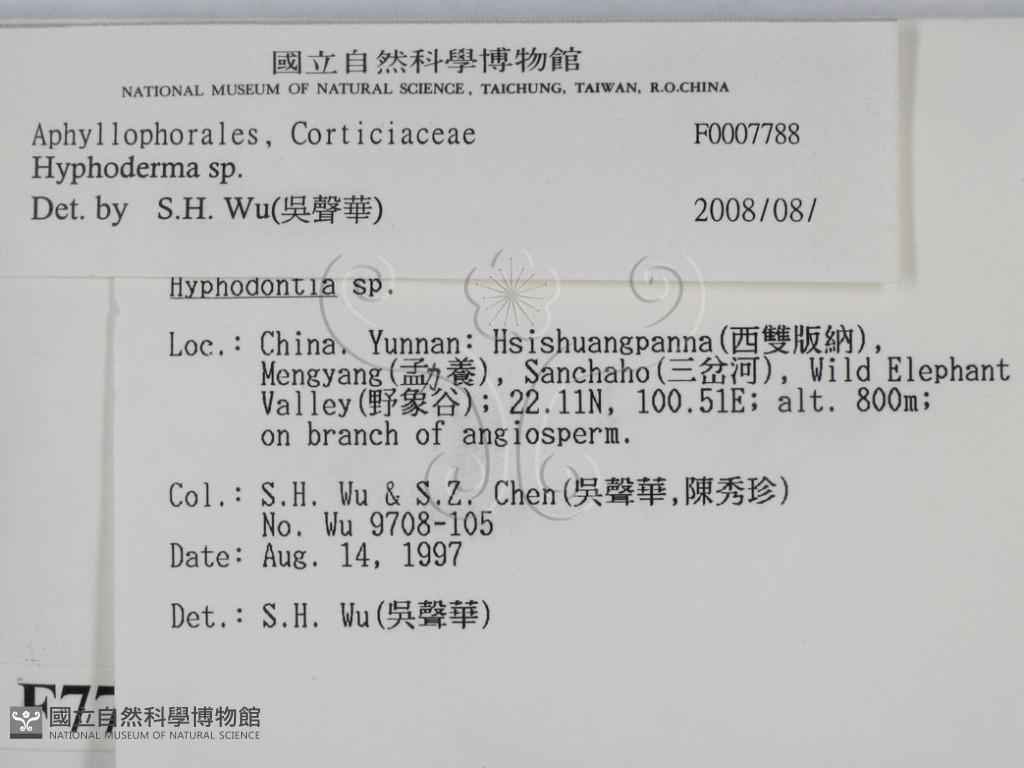 國立自然科學博物館
NATIONAL MUSEUM OF NATURAL SCIENCE, TAICHUNG, TAIWAN, R.O.CHINA
Aphyllophorales, Corticiaceae F0007788
Hyphoderma sp.
Det. by S.H. Wu(吳聲華) 2008/08/
Hyphodontia sp.
Loc.: China. Yunnan: Hsishuangpanna(西雙版納),
Mengyang(孟力養), Sanchaho(三岔河), Wild Elephant
Valley(野象谷); 22.11N, 100.51E; alt. 800m;
on branch of angiosperm.
Col.: S.H. Wu & S.Z. Chen(吳聲華,陳秀珍)
No. Wu 9708-105
Date: Aug. 14, 1997
Det.: S.H. Wu(吳聲華)
F77
國立自然科學博物館
NATIONAL MUSEUM OF NATURAL SCIENCE